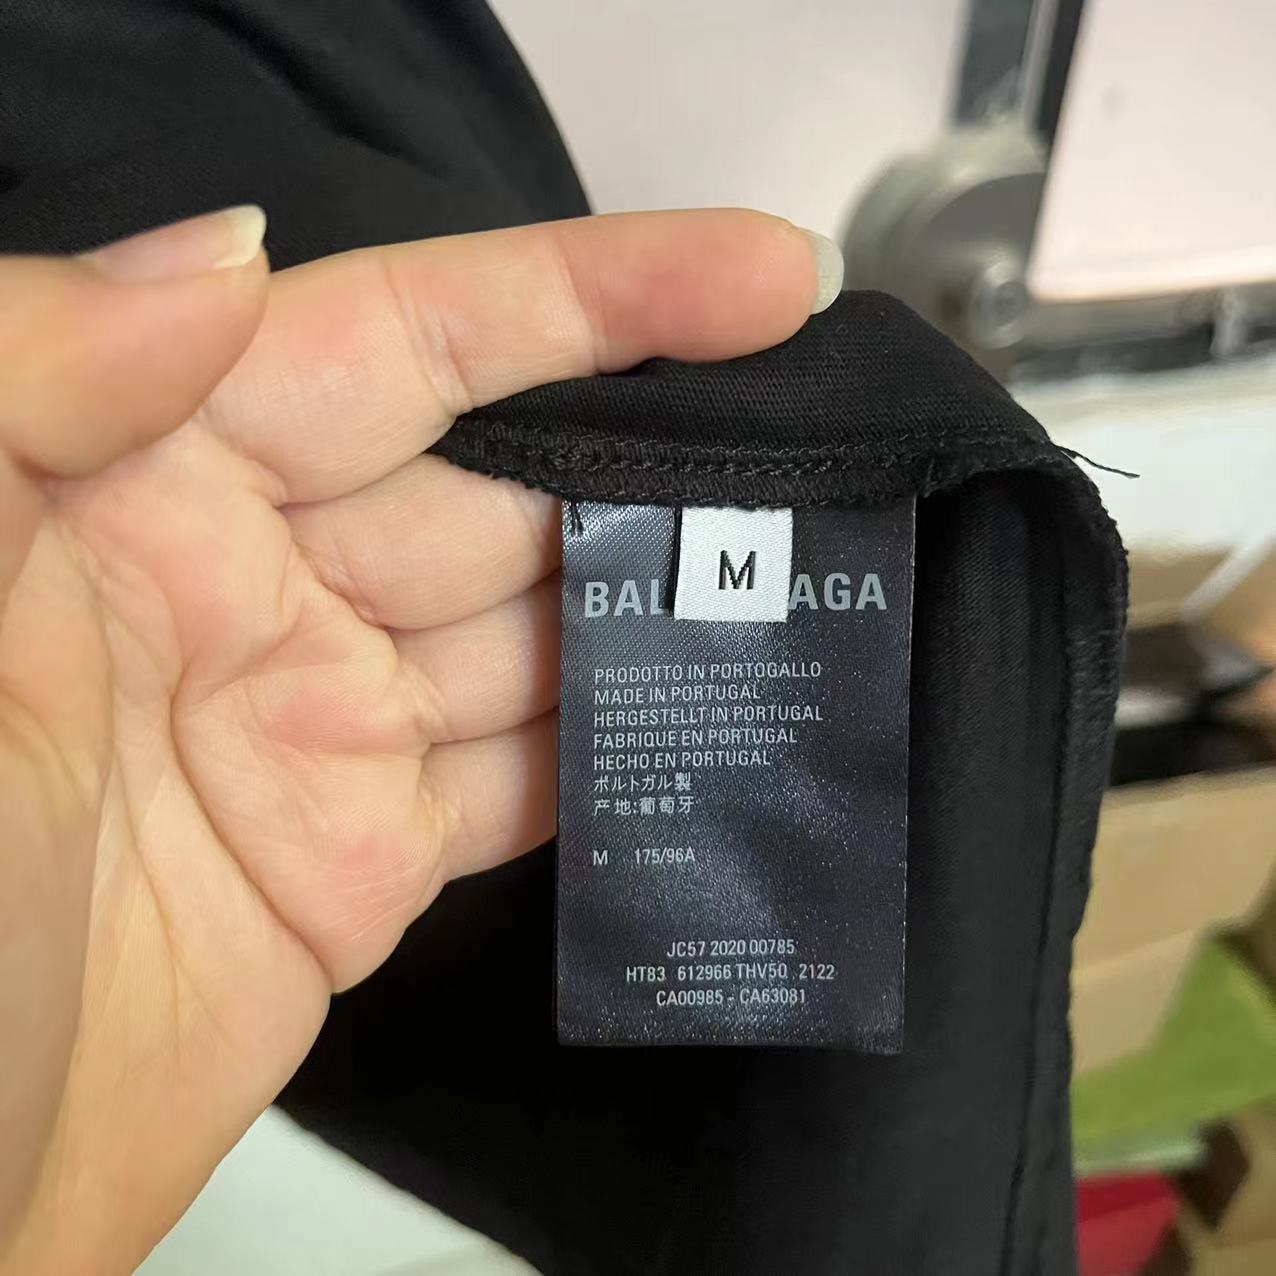 M
BAL AGA
PRODOTTO IN PORTOGALLO
MADE IN PORTUGAL
HERGESTELLT IN PORTUGAL
FABRIQUE EN PORTUGAL
HECHO EN PORTUGAL
ポルトガル製
产地:葡萄牙
M 175/96A
JC57 2020 00785
HT83 612966 THV50 2122
CA00985 - CA63081